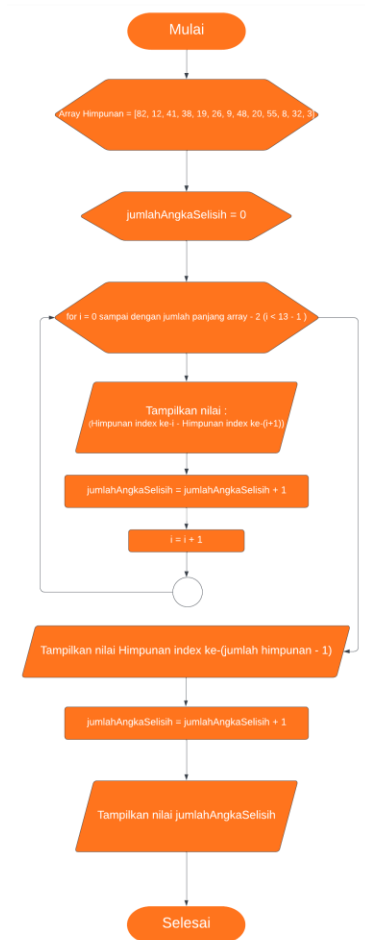 Mulai
Array Himpunan = [82, 12, 41, 38, 19, 26, 9, 48, 20, 55, 8, 32, 3]
jumlahAngkaSelisih = 0
for i = 0 sampai dengan jumlah panjang array - 2 (i < 13 - 1 )
Tampilkan nilai :
(Himpunan index ke-i - Himpunan index ke-(i+1))
jumlahAngkaSelisih = jumlahAngkaSelisih + 1
i = i + 1
Tampilkan nilai Himpunan index ke-(jumlah himpunan - 1)
jumlahAngkaSelisih = jumlahAngkaSelisih + 1
Tampilkan nilai jumlahAngkaSelisih
Selesai